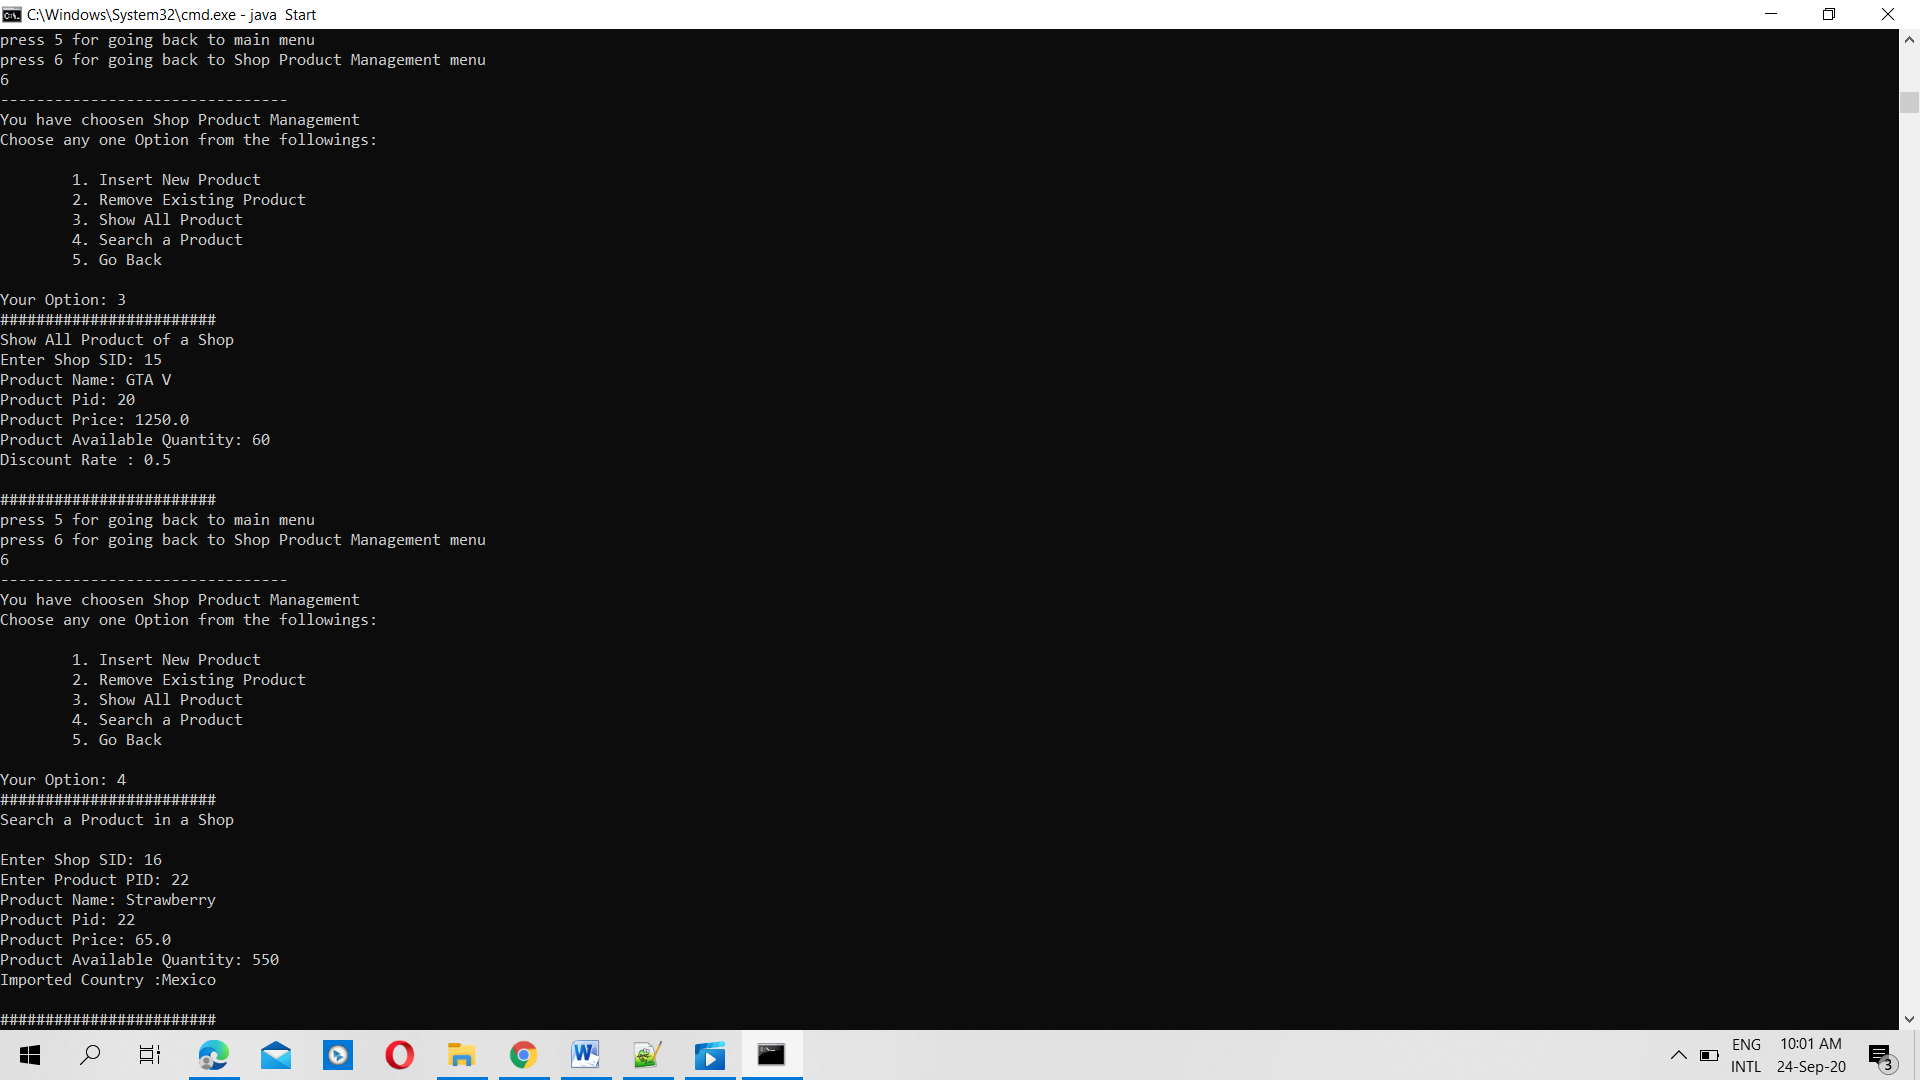 C:\Windows\System32\cmd.exe - java  Start
press 5 for going back to main menu
press 6 for going back to Shop Product Management menu
6
--------------------------------
You have choosen Shop Product Management
Choose any one Option from the followings:
1. Insert New Product
2. Remove Existing Product
3. Show All Product
4. Search a Product
5. Go Back
Your Option: 3
########################
Show All Product of a Shop
Enter Shop SID: 15
Product Name: GTA V
Product Pid: 20
Product Price: 1250.0
Product Available Quantity: 60
Discount Rate : 0.5
########################
press 5 for going back to main menu
press 6 for going back to Shop Product Management menu
6
--------------------------------
You have choosen Shop Product Management
Choose any one Option from the followings:
1. Insert New Product
2. Remove Existing Product
3. Show All Product
4. Search a Product
5. Go Back
Your Option: 4
########################
Search a Product in a Shop
Enter Shop SID: 16
Enter Product PID: 22
Product Name: Strawberry
Product Pid: 22
Product Price: 65.0
Product Available Quantity: 550
Imported Country :Mexico
########################
ENG
INTL
10:01 AM
24-Sep-20
3